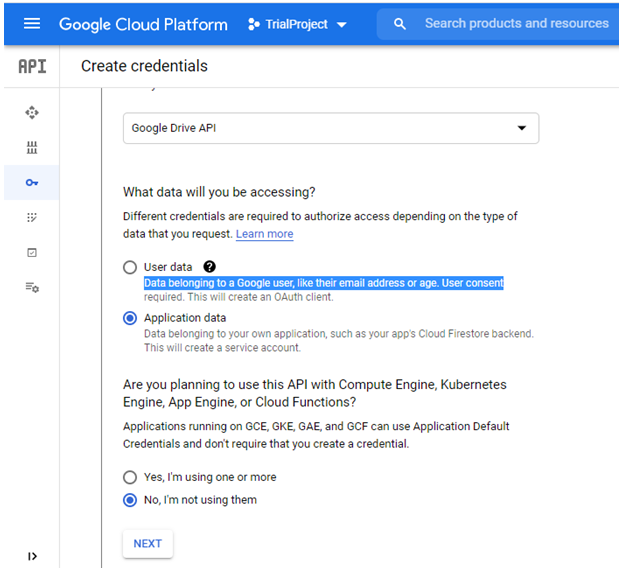 Google Cloud Platform
TrialProject
Search products and resources
API
Create credentials
Google Drive API
What data will you be accessing?
Different credentials are required to authorize access depending on the type of
data that you request. Learn more
User data
Data belonging to a Google user, like their email address or age. User consent
required. This will create an OAuth client.
Application data
Data belonging to your own application, such as your app's Cloud Firestore backend.
This will create a service account.
Are you planning to use this API with Compute Engine, Kubernetes
Engine, App Engine, or Cloud Functions?
Applications running on GCE, GKE, GAE, and GCF can use Application Default
Credentials and don't require that you create a credential.
Yes, I'm using one or more
No, I'm not using them
NEXT